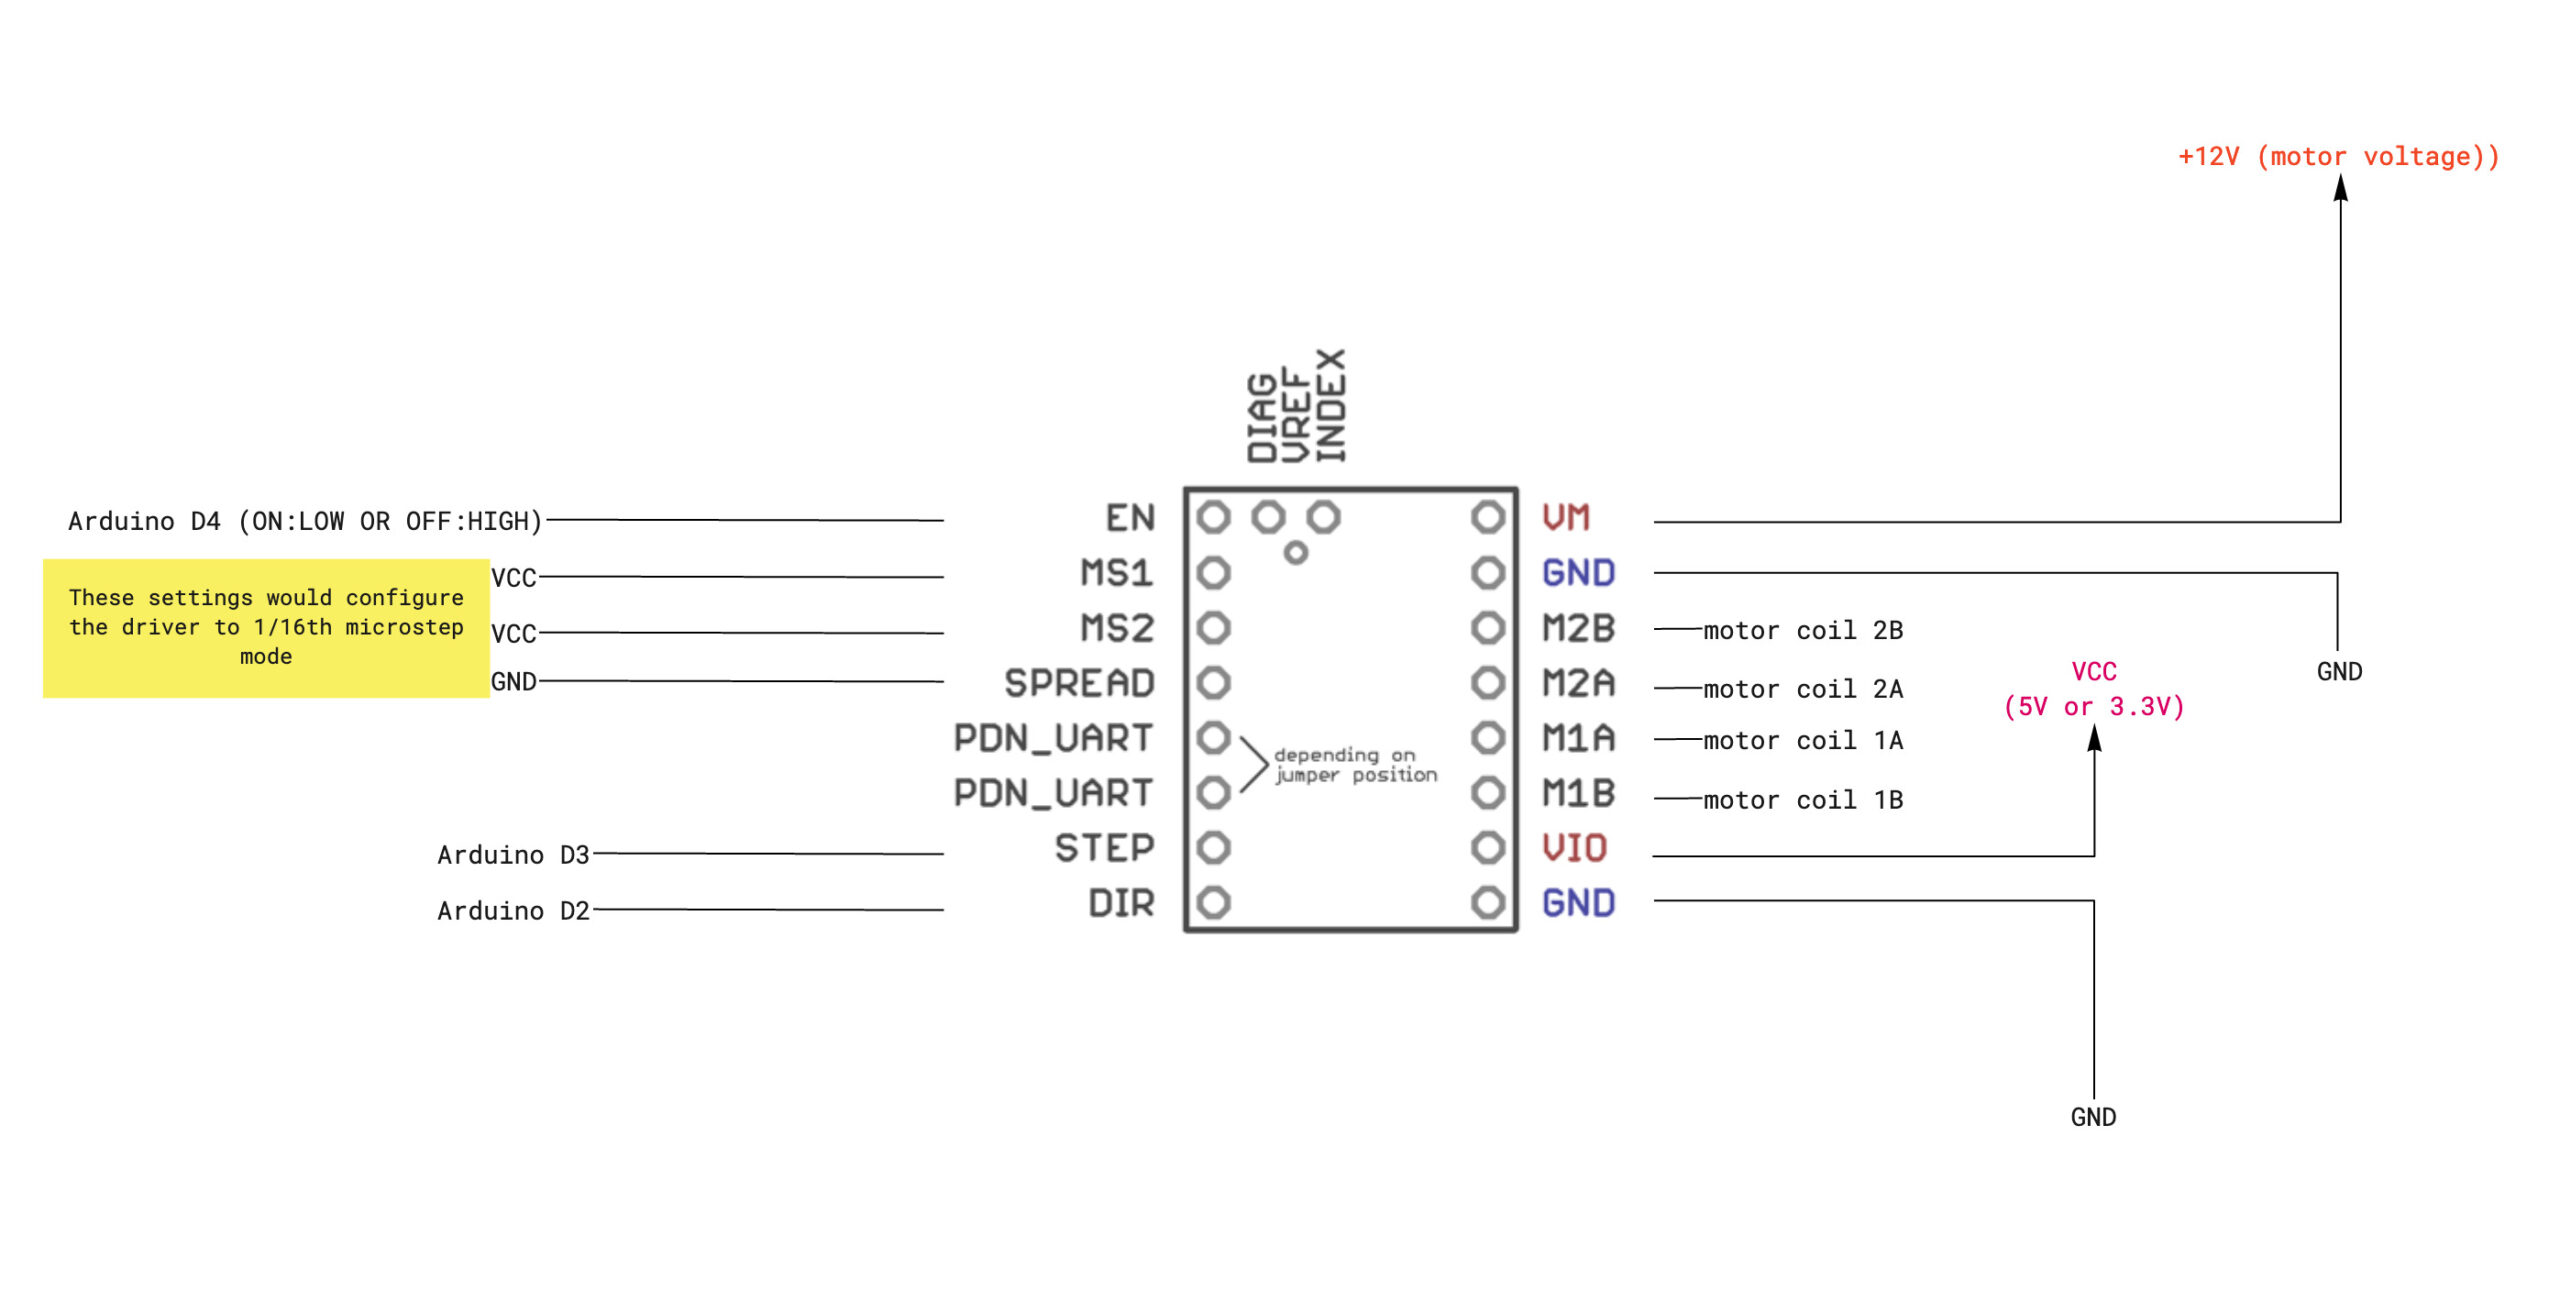 +12V (motor voltage))
DIAG
VREF
INDEX
Arduino D4 (ON:LOW OR OFF:HIGH)
EN
VM
VCC
MS1
GND
These settings would configure
the driver to 1/16th microstep
mode
VCC
MS2
M2B
motor coil 2B
GND
SPREAD
M2A
motor coil 2A
VCC
(5V or 3.3V)
GND
PDN_UART
depending on
jumper position
M1A
motor coil 1A
PDN_UART
M1B
motor coil 1B
Arduino D3
STEP
VIO
Arduino D2
DIR
GND
GND